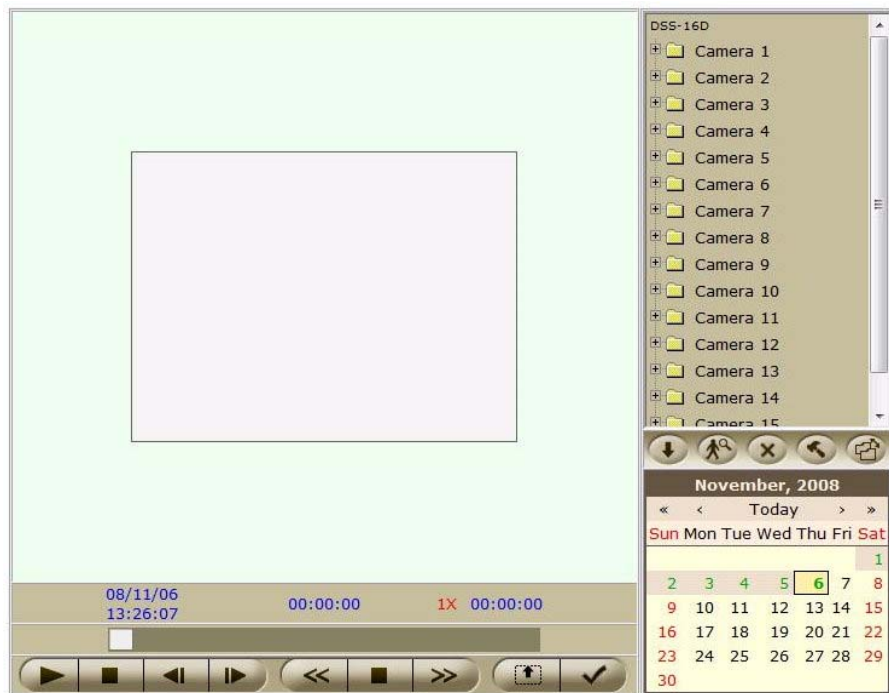 DSS-16D
Camera 1
Camera 2
Camera 3
Camera 4
Camera 5
Camera 6
Camera 7
Camera 8
Camera 9
Camera 10
Camera 11
Camera 12
Camera 13
Camera 14
Camera 15
November, 2008
« ‹ Today › »
Sun Mon Tue Wed Thu Fri Sat
1
2 3 4 5 6 7 8
9 10 11 12 13 14 15
16 17 18 19 20 21 22
23 24 25 26 27 28 29
30
08/11/06
13:26:07
00:00:00
1X 00:00:00